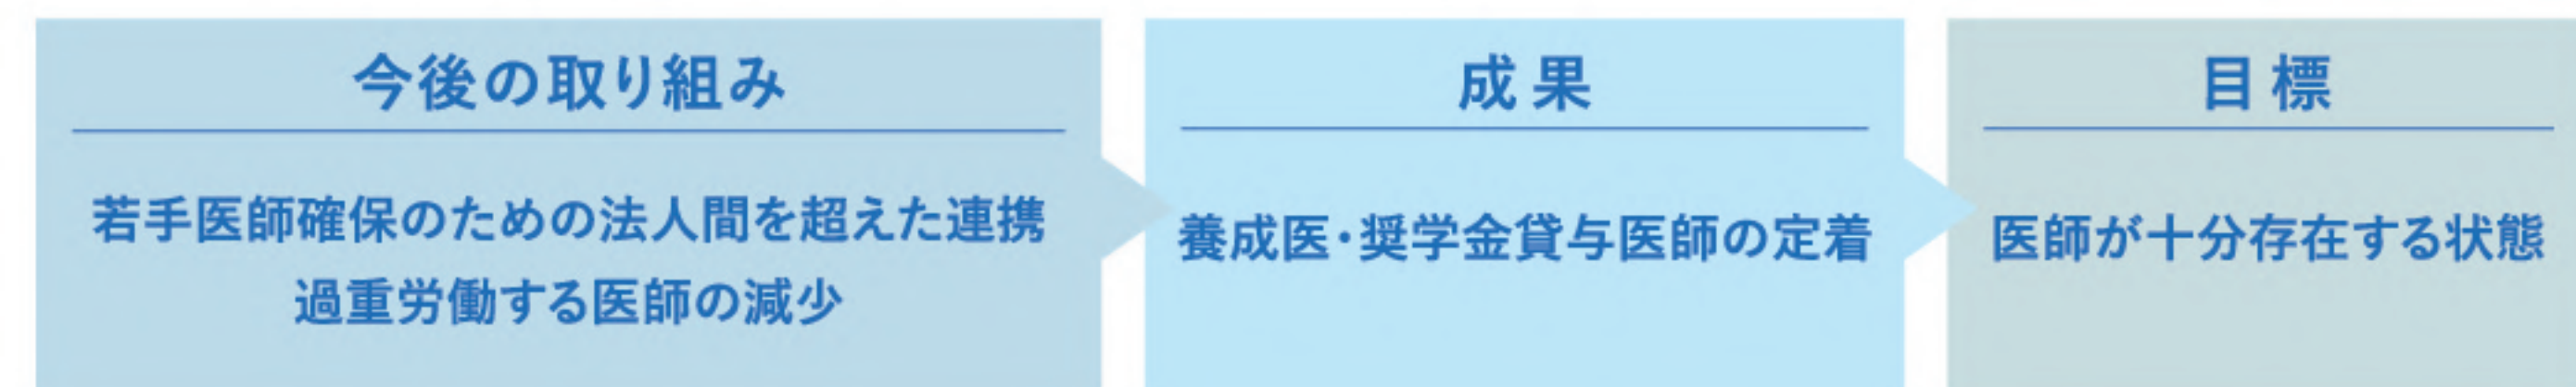 今後の取り組み
若手医師確保のための法人間を超えた連携
過重労働する医師の減少
成果
養成医・奨学金貸与医師の定着
目標
医師が十分存在する状態